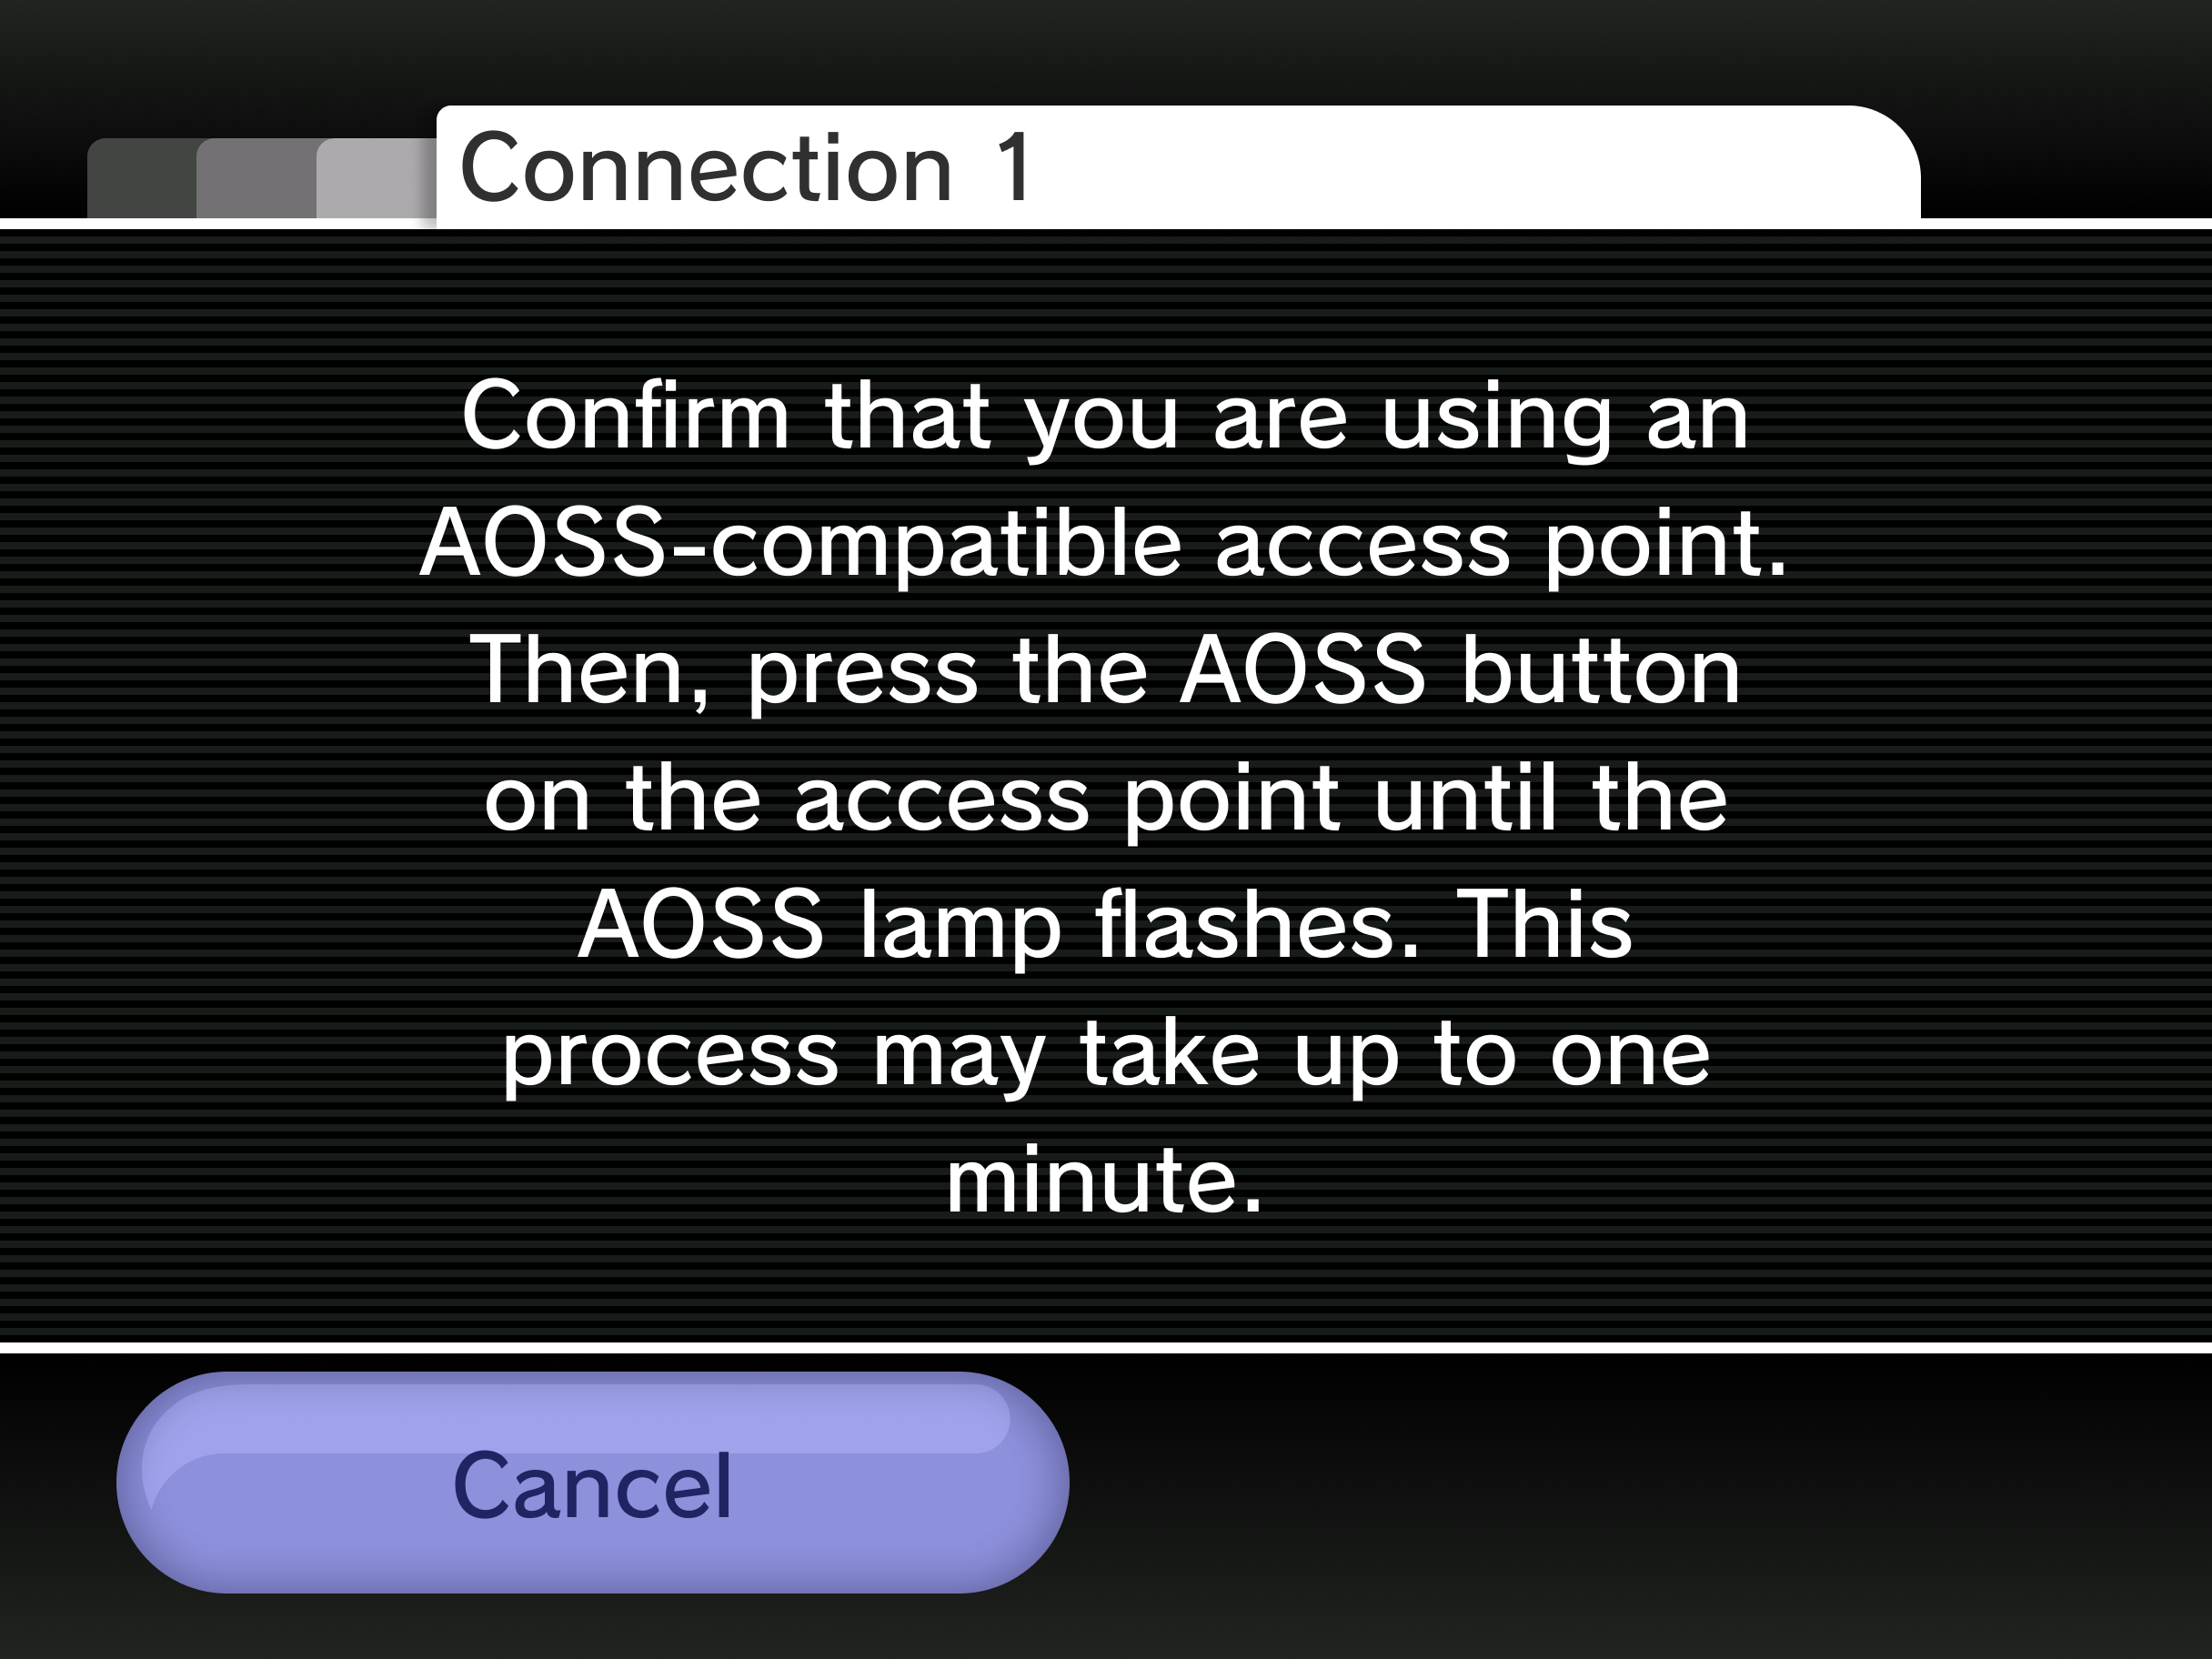 Connection 1
Confirm that you are using an
AOSS-compatible access point.
Then, press the AOSS button
on the access point until the
AOSS lamp flashes. This
process may take up to one
minute.
Cancel